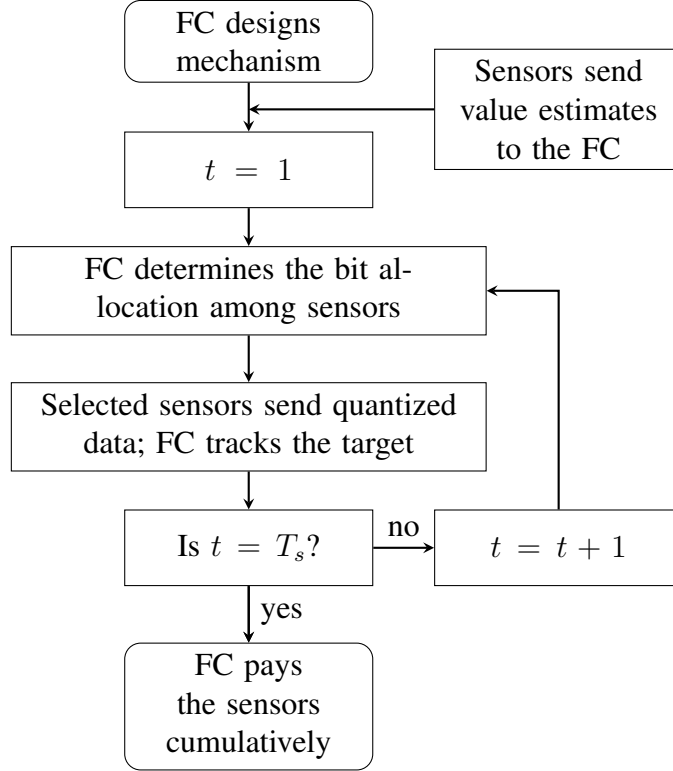 FC designs
mechanism
Sensors send
value estimates
to the FC
t = 1
FC determines the bit al-
location among sensors
Selected sensors send quantized
data; FC tracks the target
Is t = T_s?
no
t = t + 1
yes
FC pays
the sensors
cumulatively